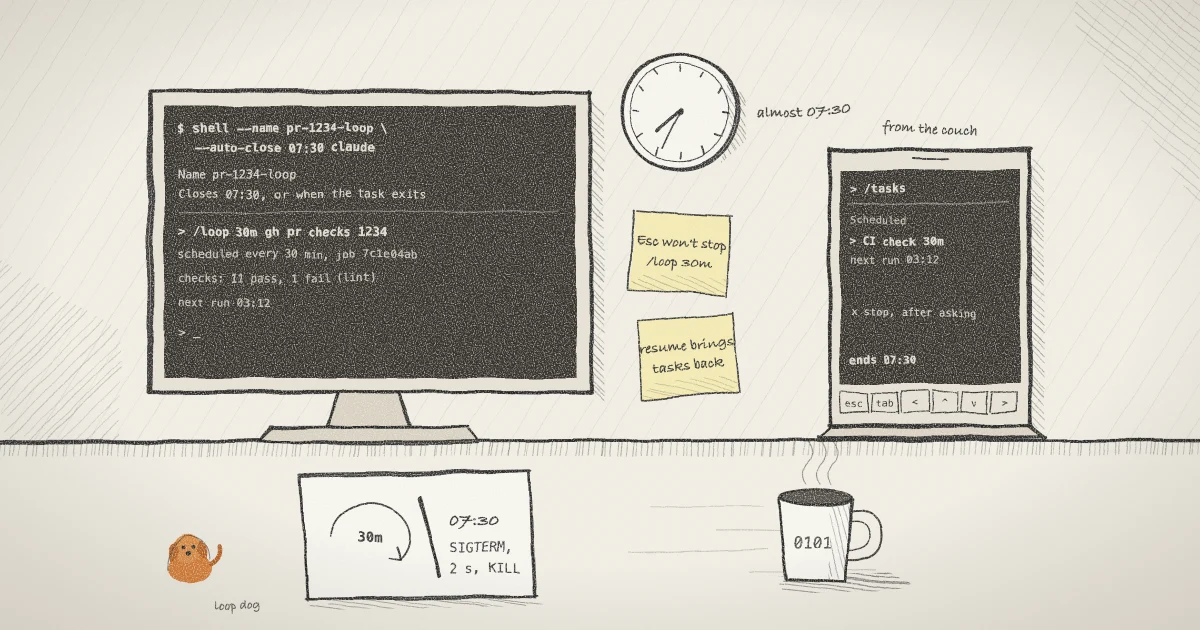 $ shell --name pr-1234-loop \
--auto-close 07:30 claude
Name pr-1234-loop
Closes 07:30, or when the task exits
> /loop 30m gh pr checks 1234
scheduled every 30 min, job 7c1e04ab
checks: 11 pass, 1 fail (lint)
next run 03:12
> _
almost 07:30
Esc won't stop
/loop 30m
resume brings
tasks back
from the couch
> /tasks
Scheduled
> CI check 30m
next run 03:12
x stop, after asking
ends 07:30
esc tab < ^ v >
loop dog
30m
07:30
SIGTERM,
2 s, KILL
0101